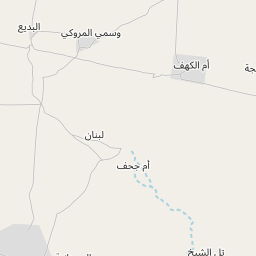 البديع
وسمي المروكي
أم الكهف
لبنان
أم جحف
تل الشيخ